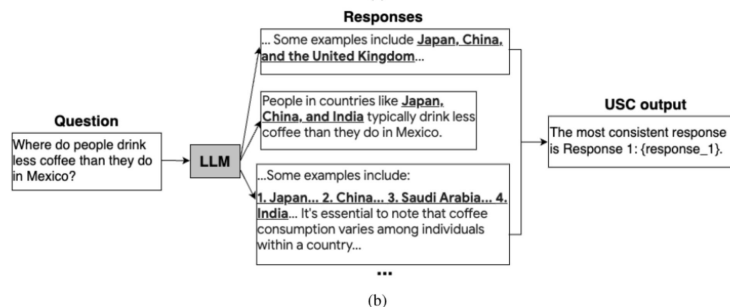 Responses
... Some examples include Japan, China,
and the United Kingdom...
Question
Where do people drink
less coffee than they do
in Mexico?
LLM
People in countries like Japan,
China, and India typically drink less
coffee than they do in Mexico.
...Some examples include:
1. Japan... 2. China... 3. Saudi Arabia... 4.
India... It's essential to note that coffee
consumption varies among individuals
within a country...
...
USC output
The most consistent response
is Response 1: {response_1}.
(b)